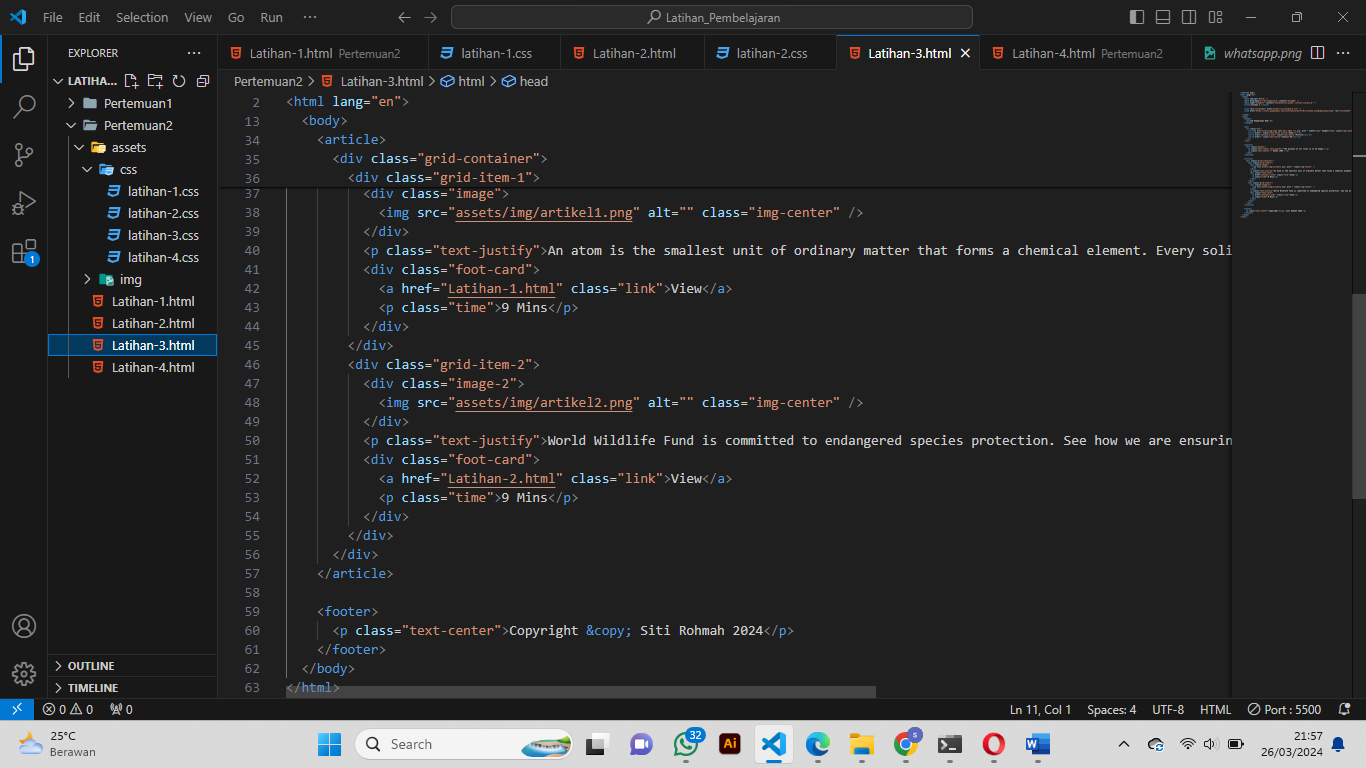 File Edit Selection View Go Run ··· Latihan_Pembelajaran
EXPLORER ···
Latihan-1.html Pertemuan2 latihan-1.css Latihan-2.html latihan-2.css Latihan-3.html Latihan-4.html Pertemuan2 whatsapp.png ···
LATIHA...
Pertemuan1
Pertemuan2
assets
css
latihan-1.css
latihan-2.css
latihan-3.css
latihan-4.css
img
Latihan-1.html
Latihan-2.html
Latihan-3.html
Latihan-4.html
OUTLINE
TIMELINE
1
Pertemuan2 > Latihan-3.html > html > head
2 <html lang="en">
13 <body>
34 <article>
35 <div class="grid-container">
36 <div class="grid-item-1">
37 <div class="image">
38 <img src="assets/img/artikel1.png" alt="" class="img-center" />
39 </div>
40 <p class="text-justify">An atom is the smallest unit of ordinary matter that forms a chemical element. Every soli
41 <div class="foot-card">
42 <a href="Latihan-1.html" class="link">View</a>
43 <p class="time">9 Mins</p>
44 </div>
45 </div>
46 <div class="grid-item-2">
47 <div class="image-2">
48 <img src="assets/img/artikel2.png" alt="" class="img-center" />
49 </div>
50 <p class="text-justify">World Wildlife Fund is committed to endangered species protection. See how we are ensurin
51 <div class="foot-card">
52 <a href="Latihan-2.html" class="link">View</a>
53 <p class="time">9 Mins</p>
54 </div>
55 </div>
56 </div>
57 </article>
58
59 <footer>
60 <p class="text-center">Copyright &copy; Siti Rohmah 2024</p>
61 </footer>
62 </body>
63 </html>
0 0 0 Ln 11, Col 1 Spaces: 4 UTF-8 HTML Port : 5500
25°C
Berawan
Search
32
Ai
S
21:57
26/03/2024